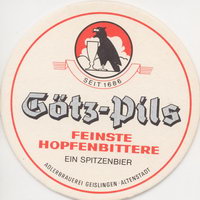 SEIT 1686
Götz-Pils
FEINSTE
HOPFENBITTERE
EIN SPITZENBIER
ADLERBRAUEREI GEISLINGEN-ALTENSTADT